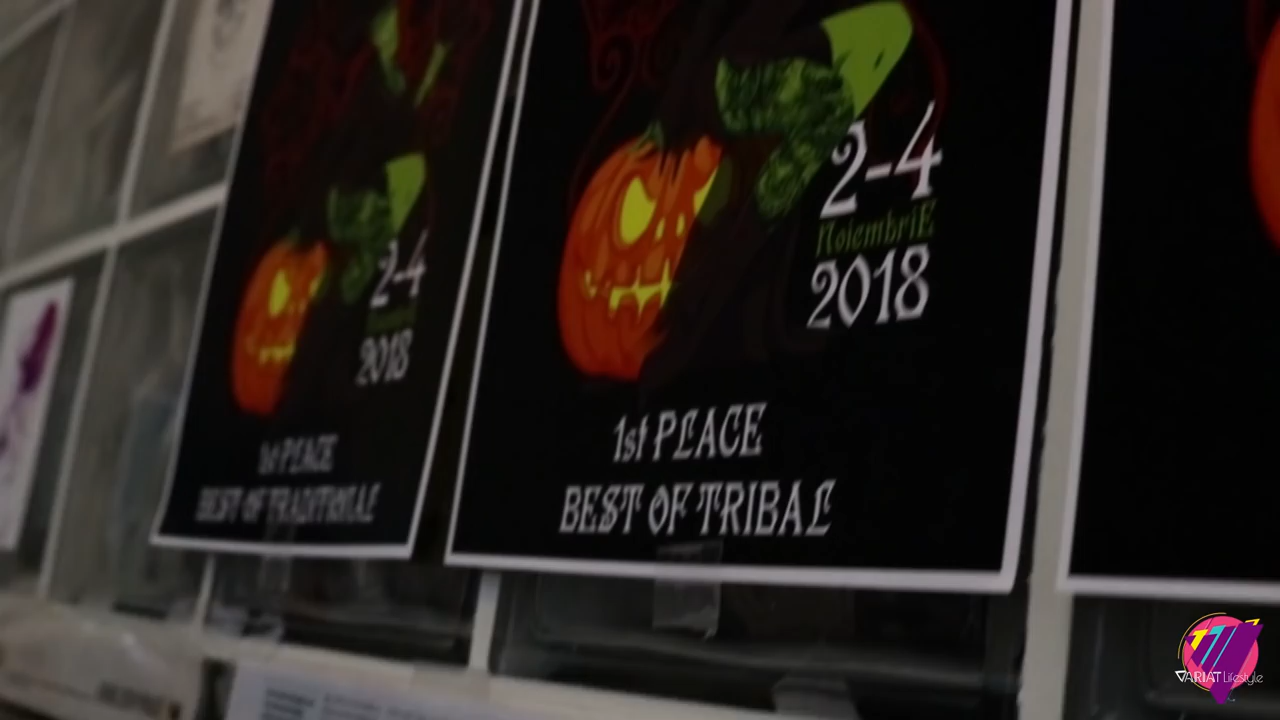 2-4
2018
1st PLACE
BEST OF TRADITIONAL
2-4
NoiembriE
2018
1st PLACE
BEST OF TRIBAL
VARIAT Lifestyle